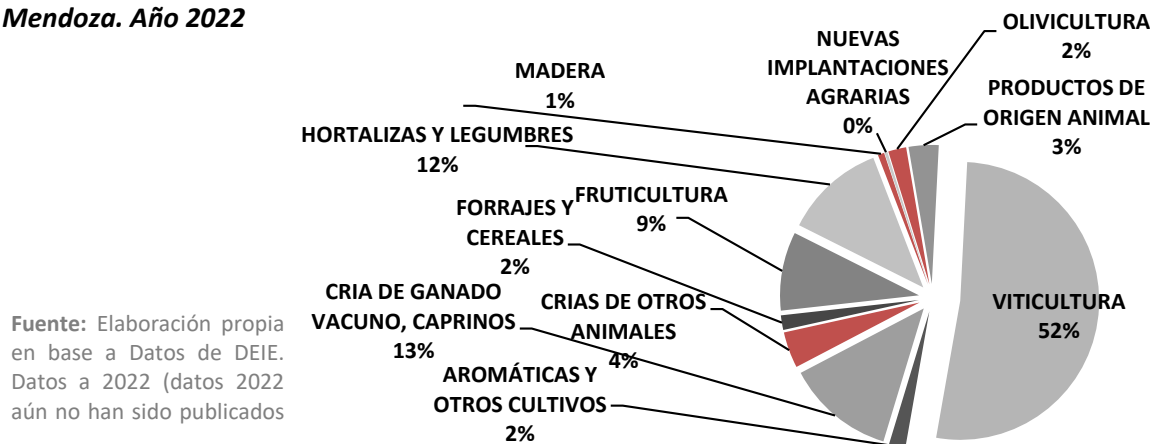 Mendoza. Año 2022
OLIVICULTURA
2%
NUEVAS
IMPLANTACIONES
AGRARIAS
0%
PRODUCTOS DE
ORIGEN ANIMAL
3%
MADERA
1%
HORTALIZAS Y LEGUMBRES
12%
FRUTICULTURA
9%
FORRAJES Y
CEREALES
2%
CRIA DE GANADO
VACUNO, CAPRINOS
13%
CRIAS DE OTROS
ANIMALES
4%
VITICULTURA
52%
AROMÁTICAS Y
OTROS CULTIVOS
2%
Fuente: Elaboración propia
en base a Datos de DEIE.
Datos a 2022 (datos 2022
aún no han sido publicados